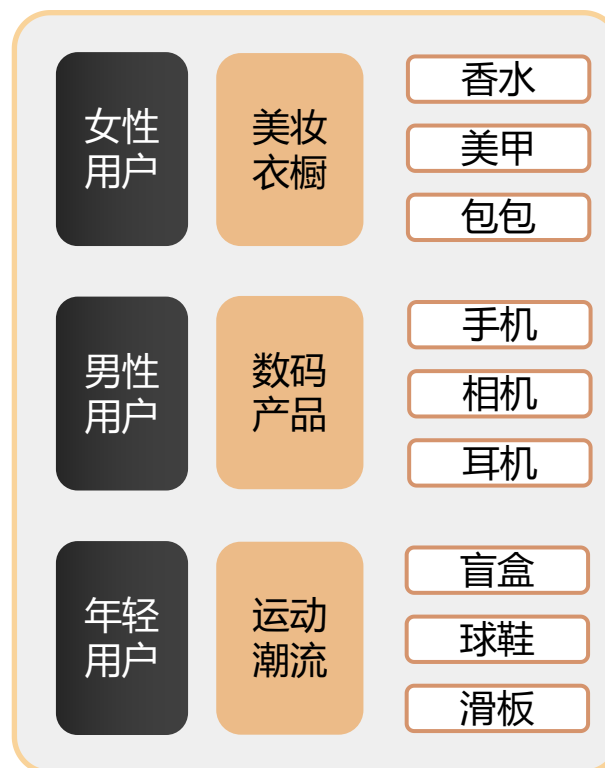 女性
用户
美妆
衣橱
香水
美甲
包包
男性
用户
数码
产品
手机
相机
耳机
年轻
用户
运动
潮流
盲盒
球鞋
滑板